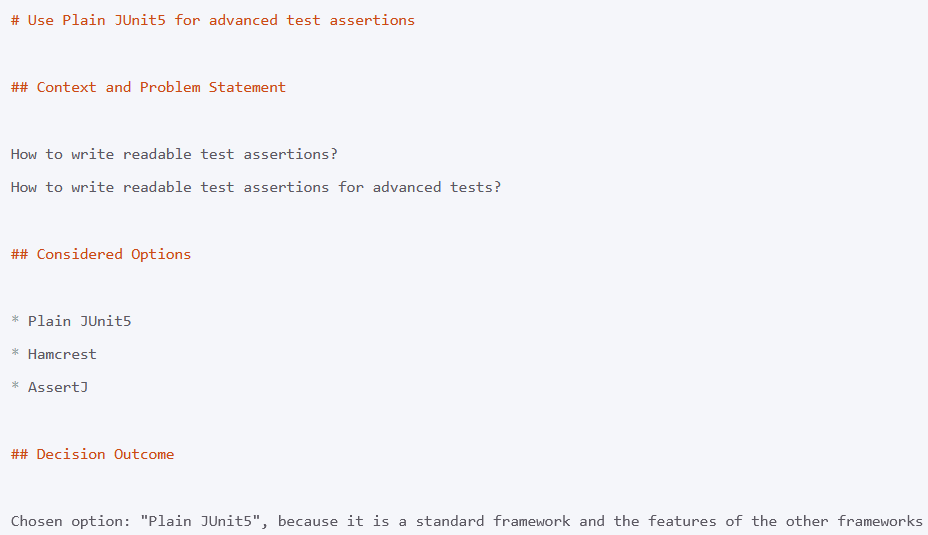 # Use Plain JUnit5 for advanced test assertions
## Context and Problem Statement
How to write readable test assertions?
How to write readable test assertions for advanced tests?
## Considered Options
* Plain JUnit5
* Hamcrest
* AssertJ
## Decision Outcome
Chosen option: "Plain JUnit5", because it is a standard framework and the features of the other frameworks